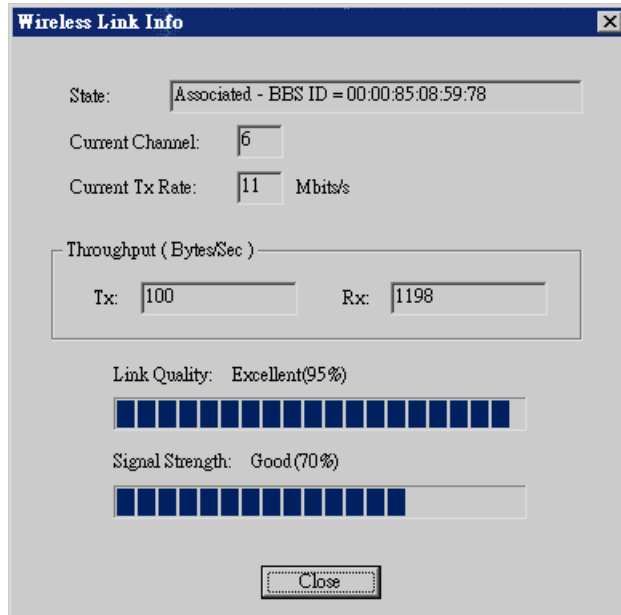 Wireless Link Info
State: Associated - BBS ID = 00:00:85:08:59:78
Current Channel: 6
Current Tx Rate: 11 Mbits/s
Throughput ( Bytes/Sec )
Tx: 100 Rx: 1198
Link Quality: Excellent(95%)
Signal Strength: Good(70%)
Close